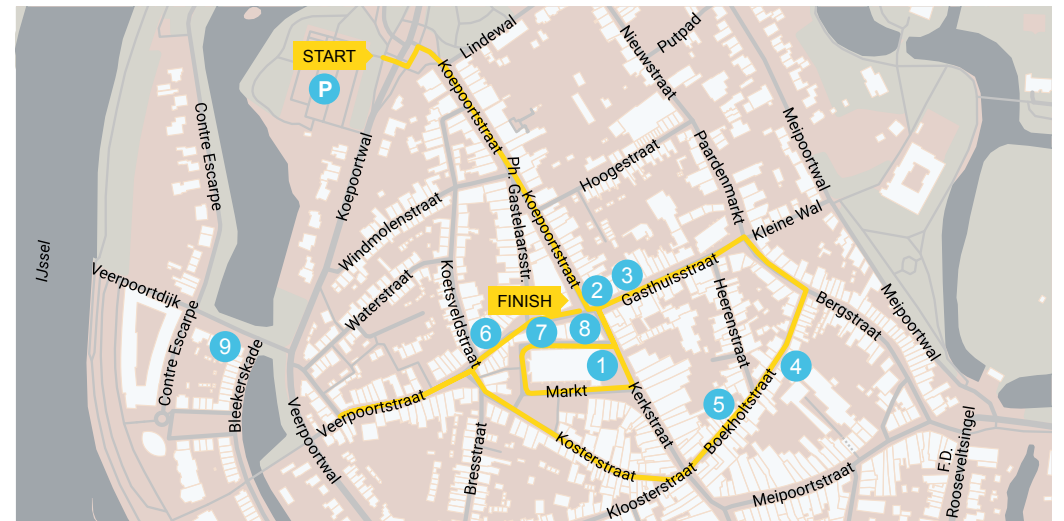 Lindewal
Nieuwstraat
Putpad
START
P
Koepoortstraat
Contre Escarpe
Koepoortwal
Ph. Gastelaarsstr.
Hoogestraat
Paardenmarkt
Meipoortwal
Windmolenstraat
Koepoortstraat
Kleine Wal
IJssel
Veerpoortdijk
Waterstraat
Koetsveldstraat
FINISH
2
3
Gasthuisstraat
Heerenstraat
Bergstraat
Meipoortwal
Contre Escarpe
9
Bleekerskade
6
7
8
1
Markt
4
5
Veerpoortstraat
Veerpoortwal
Kerkstraat
Boekholtstraat
Bresstraat
Kosterstraat
Kloosterstraat
Meipoortstraat
F.D.
Rooseveltsingel